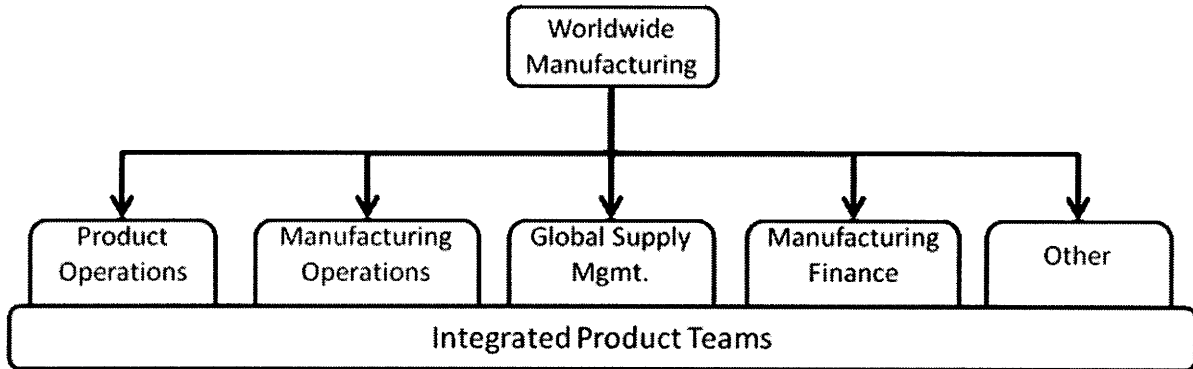 Worldwide
Manufacturing
Product
Operations
Manufacturing
Operations
Global Supply
Mgmt.
Manufacturing
Finance
Other
Integrated Product Teams